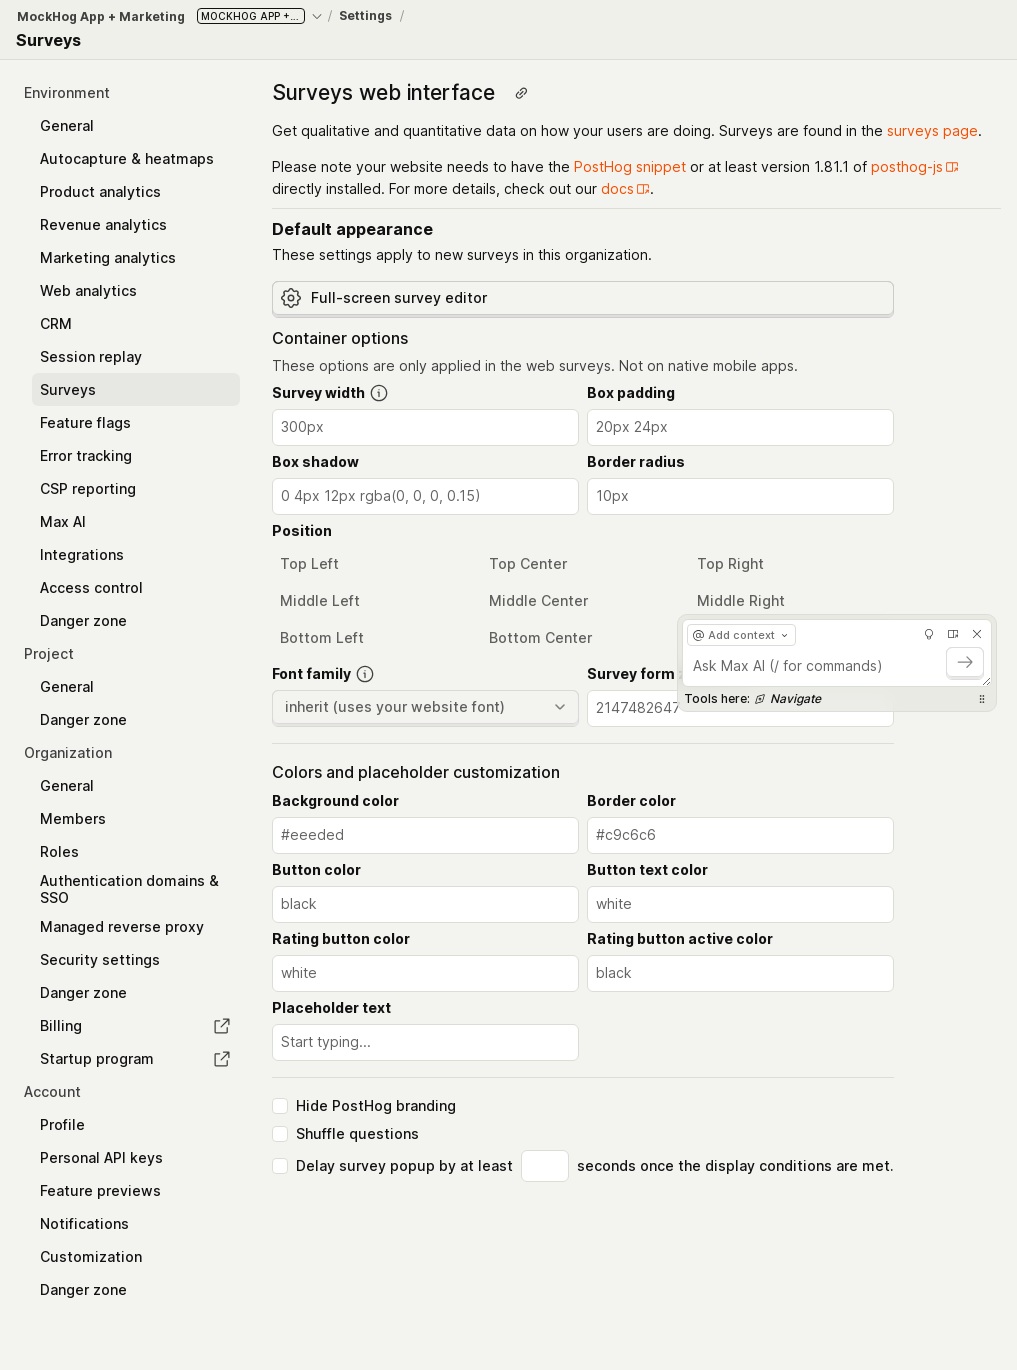 MockHog App + Marketing MOCKHOG APP +... / Settings /
Surveys
Environment
General
Autocapture & heatmaps
Product analytics
Revenue analytics
Marketing analytics
Web analytics
CRM
Session replay
Surveys
Feature flags
Error tracking
CSP reporting
Max AI
Integrations
Access control
Danger zone
Project
General
Danger zone
Organization
General
Members
Roles
Authentication domains &
SSO
Managed reverse proxy
Security settings
Danger zone
Billing
Startup program
Account
Profile
Personal API keys
Feature previews
Notifications
Customization
Danger zone
Surveys web interface
Get qualitative and quantitative data on how your users are doing. Surveys are found in the surveys page.
Please note your website needs to have the PostHog snippet or at least version 1.81.1 of posthog-js
directly installed. For more details, check out our docs.
Default appearance
These settings apply to new surveys in this organization.
Full-screen survey editor
Container options
These options are only applied in the web surveys. Not on native mobile apps.
Survey width Box padding
300px 20px 24px
Box shadow Border radius
0 4px 12px rgba(0, 0, 0, 0.15) 10px
Position
Top Left Top Center Top Right
Middle Left Middle Center Middle Right
Bottom Left Bottom Center
Font family Survey form
inherit (uses your website font) 2147482647
@ Add context
Ask Max AI (/ for commands)
Tools here: Navigate
Colors and placeholder customization
Background color Border color
#eeeded #c9c6c6
Button color Button text color
black white
Rating button color Rating button active color
white black
Placeholder text
Start typing...
Hide PostHog branding
Shuffle questions
Delay survey popup by at least seconds once the display conditions are met.